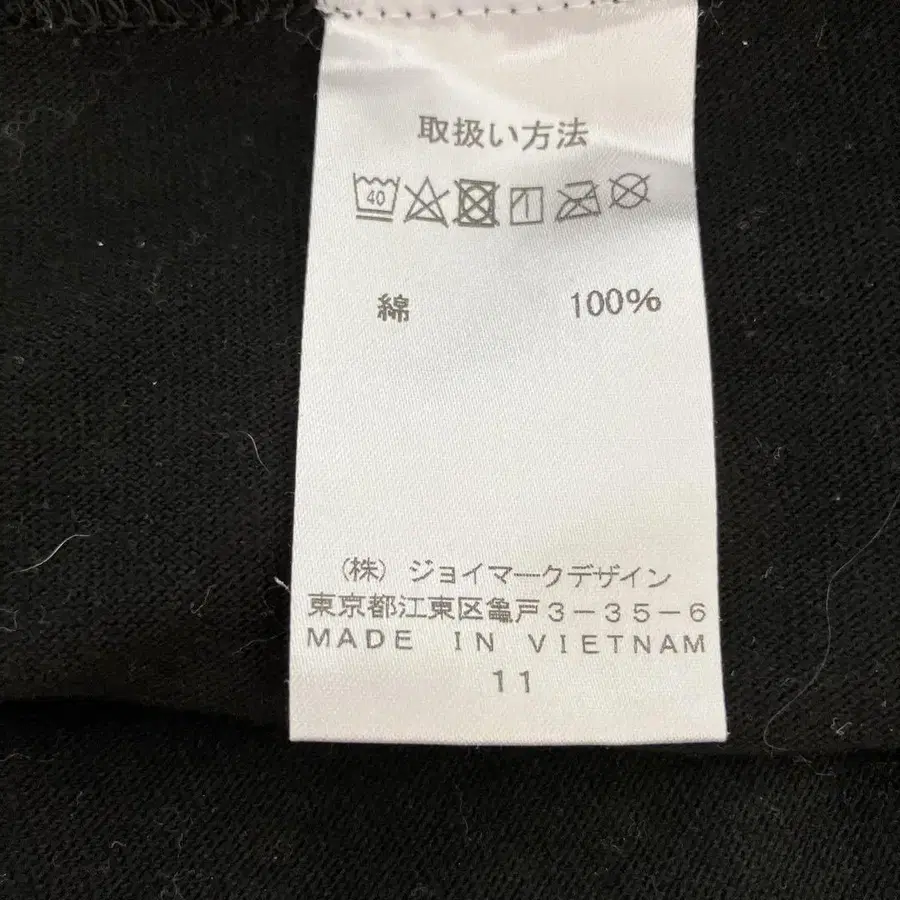 取扱い方法
40
綿 100%
(株) ジョイマークデザイン
東京都江東区亀戸3-35-6
MADE IN VIETNAM
11